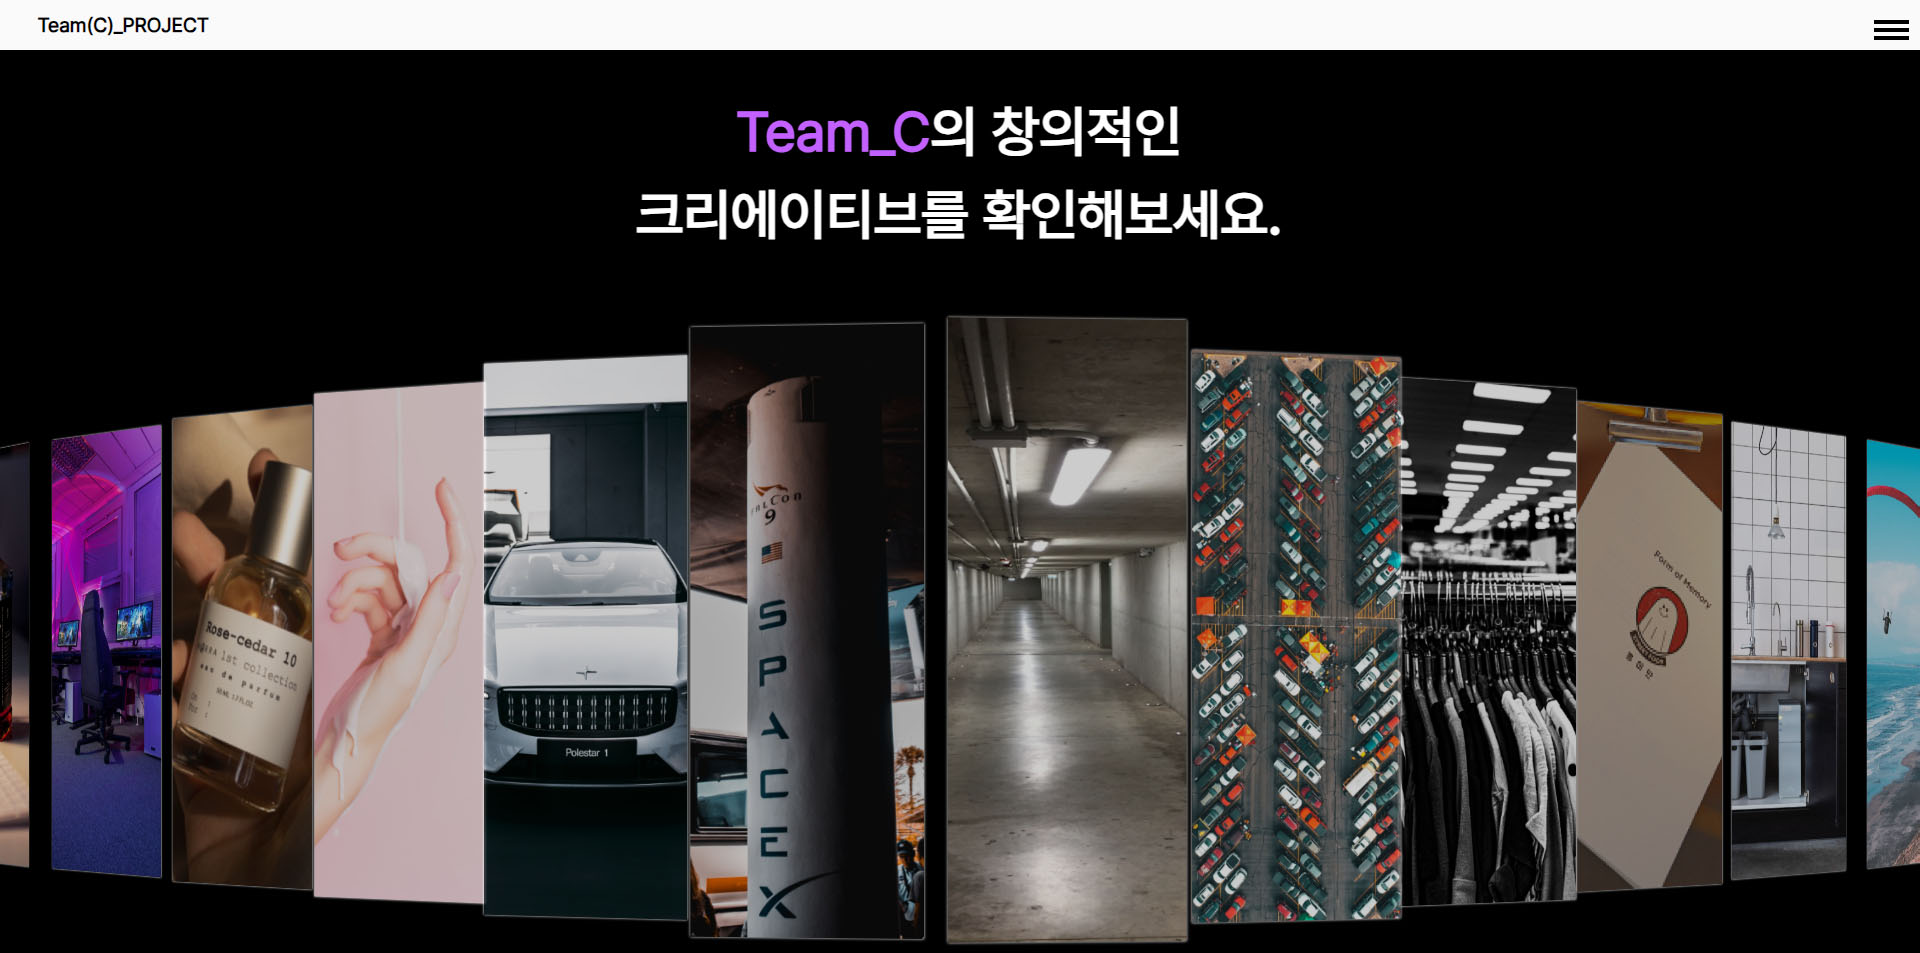 Team(C)_PROJECT
Team_C의 창의적인
크리에이티브를 확인해보세요.
Rose-cedar 10
1st collection
eau de parfum
Polestar 1
FALCON
9
SPACEX
Form of Memory